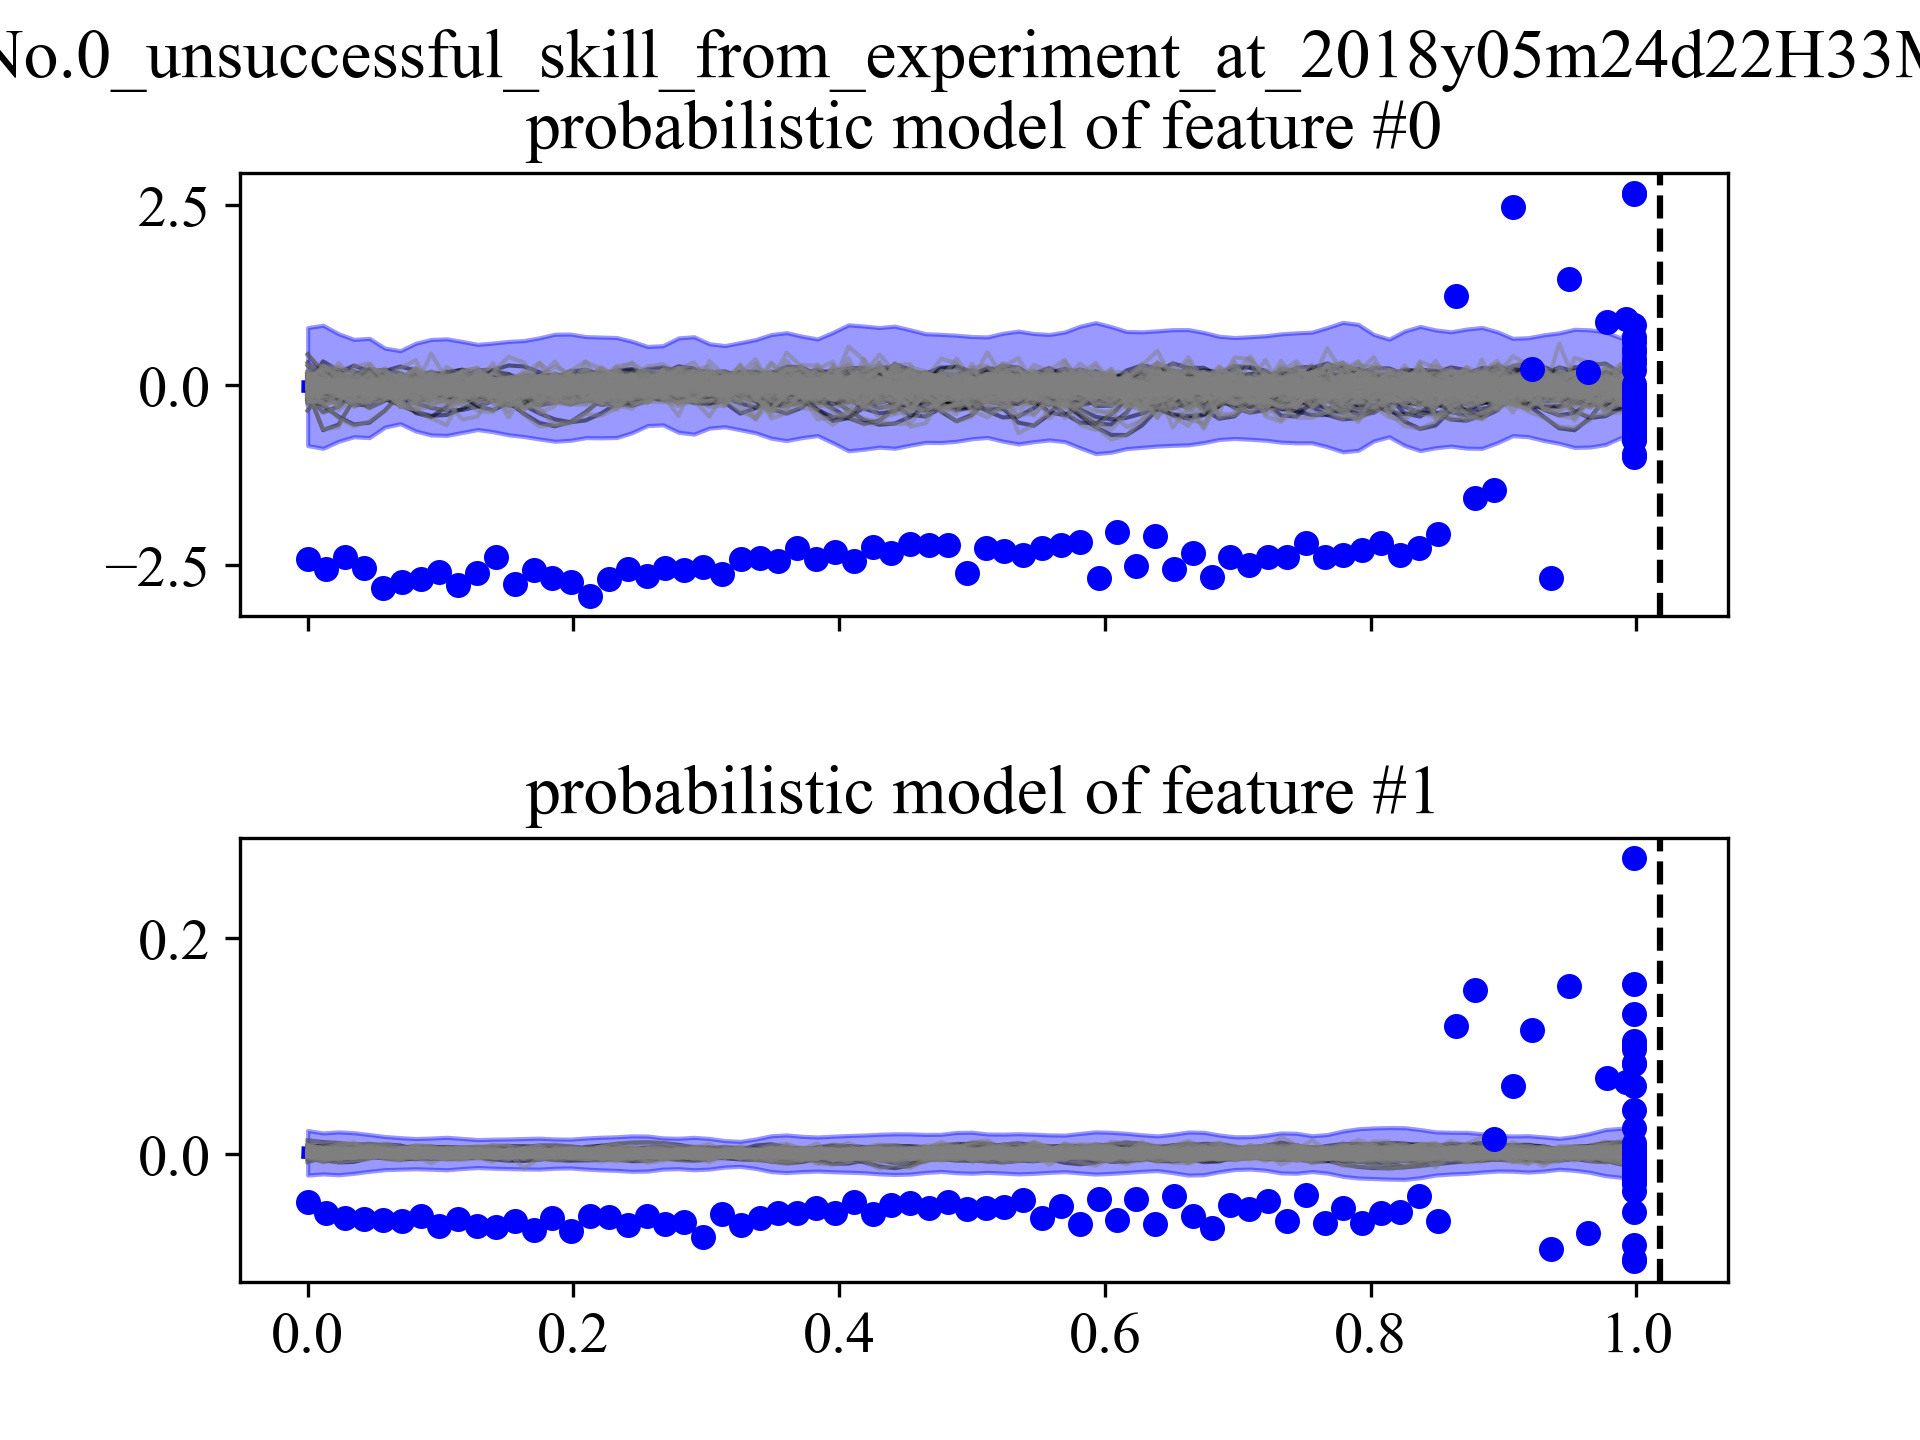 No.0_unsuccessful_skill_from_experiment_at_2018y05m24d22H33M
probabilistic model of feature #0
2.5
0.0
−2.5
probabilistic model of feature #1
0.2
0.0
0.0 0.2 0.4 0.6 0.8 1.0